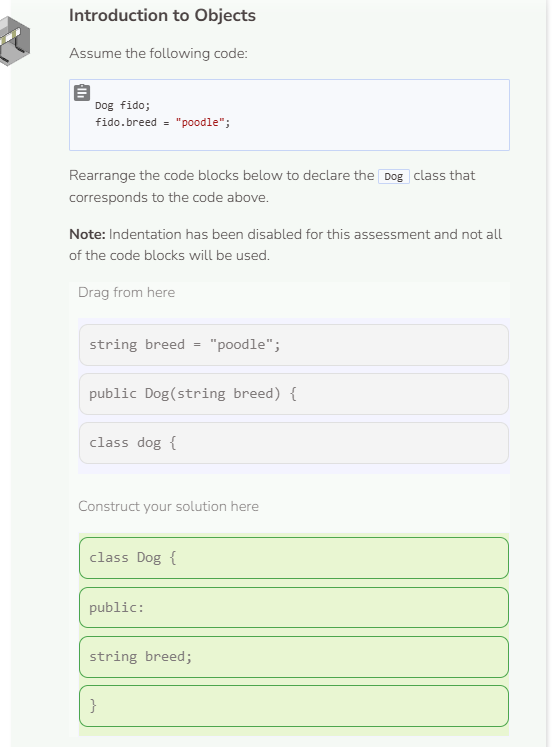 Introduction to Objects
Assume the following code:
Dog fido;
fido.breed = "poodle";
Rearrange the code blocks below to declare the Dog class that
corresponds to the code above.
Note: Indentation has been disabled for this assessment and not all
of the code blocks will be used.
Drag from here
string breed = "poodle";
public Dog(string breed) {
class dog {
Construct your solution here
class Dog {
public:
string breed;
}